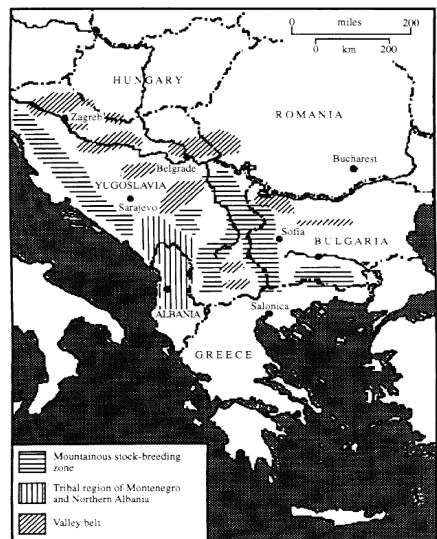 0 miles 200
0 km 200
HUNGARY
ROMANIA
Zagreb
Bucharest
Belgrade
YUGOSLAVIA
Sarajevo
Sofia
BULGARIA
Salonica
ALBANIA
GREECE
Mountainous stock-breeding
zone
Tribal region of Montenegro
and Northern Albania
Valley belt